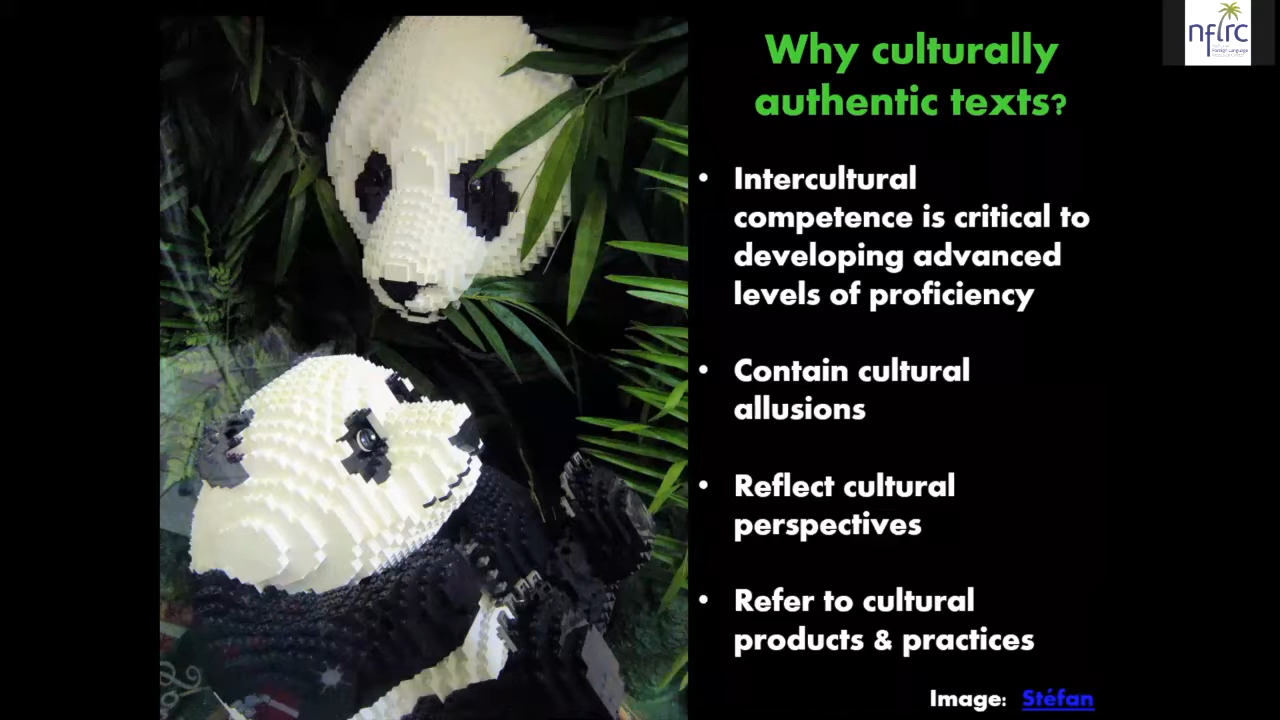 nflrc
Why culturally
authentic texts?
• Intercultural
competence is critical to
developing advanced
levels of proficiency
• Contain cultural
allusions
• Reflect cultural
perspectives
• Refer to cultural
products & practices
Image: Stéfan